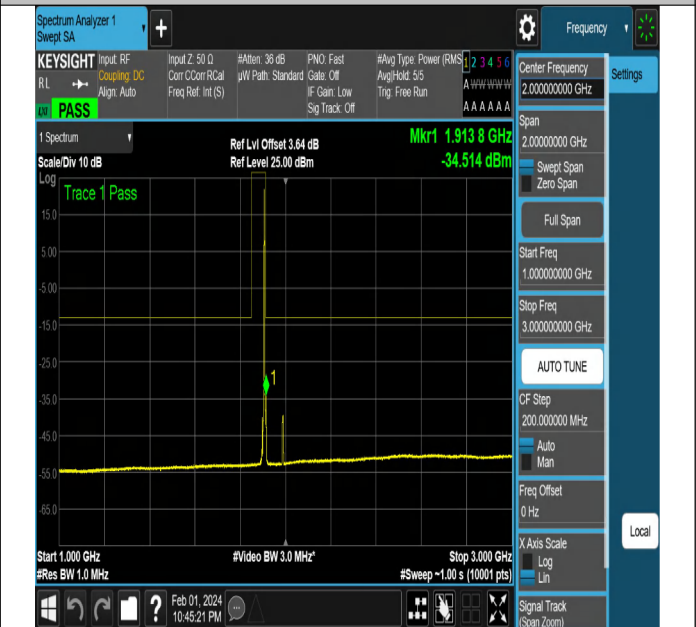 Spectrum Analyzer 1
Swept SA
Frequency
KEYSIGHT
RL
LXI
PASS
Input: RF
Coupling: DC
Align: Auto
Input Z: 50 Ω
Corr CCorr RCal
Freq Ref: Int (S)
#Atten: 36 dB
µW Path: Standard
PNO: Fast
Gate: Off
IF Gain: Low
Sig Track: Off
#Avg Type: Power (RMS
Avg|Hold: 5/5
Trig: Free Run
1 2 3 4 5 6
A W W W W W
A A A A A A
1 Spectrum
Scale/Div 10 dB
Ref Lvl Offset 3.64 dB
Ref Level 25.00 dBm
Mkr1 1.913 8 GHz
-34.514 dBm
Log
Trace 1 Pass
15.0
5.00
-5.00
-15.0
-25.0
-35.0
-45.0
-55.0
-65.0
1
Start 1.000 GHz
#Res BW 1.0 MHz
#Video BW 3.0 MHz*
Stop 3.000 GHz
#Sweep ~1.00 s (10001 pts)
Feb 01, 2024
10:45:21 PM
Center Frequency
2.000000000 GHz
Settings
Span
2.00000000 GHz
Swept Span
Zero Span
Full Span
Start Freq
1.000000000 GHz
Stop Freq
3.000000000 GHz
AUTO TUNE
CF Step
200.000000 MHz
Auto
Man
Freq Offset
0 Hz
Local
X Axis Scale
Log
Lin
Signal Track
(Span Zoom)